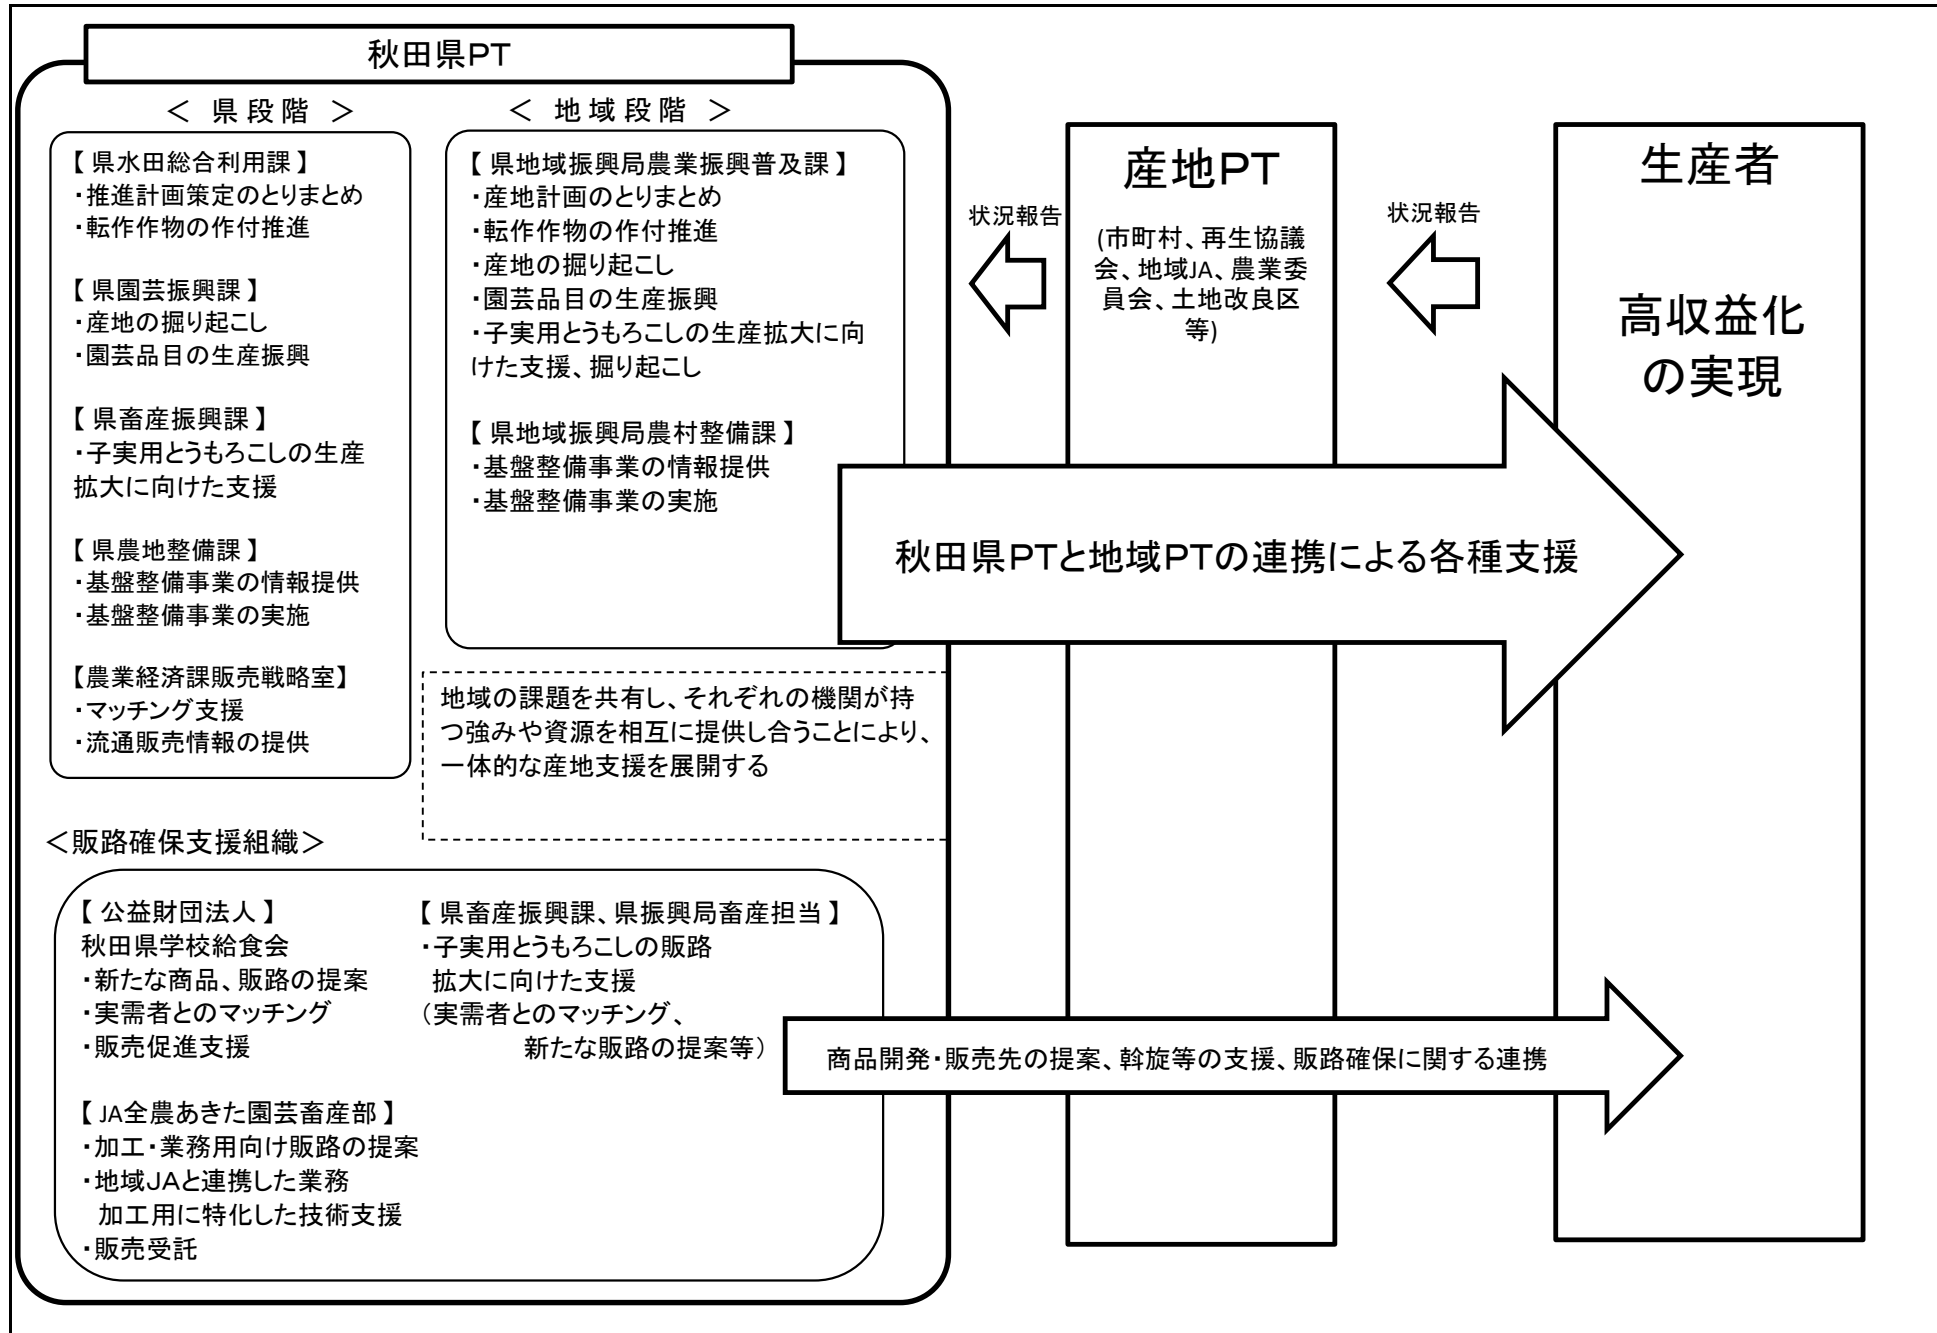 秋田県PT
＜ 県段階 ＞
【 県水田総合利用課 】
・推進計画策定のとりまとめ
・転作作物の作付推進
【 県園芸振興課 】
・産地の掘り起こし
・園芸品目の生産振興
【 県畜産振興課 】
・子実用とうもろこしの生産
拡大に向けた支援
【 県農地整備課 】
・基盤整備事業の情報提供
・基盤整備事業の実施
【農業経済課販売戦略室】
・マッチング支援
・流通販売情報の提供
＜ 地域段階 ＞
【 県地域振興局農業振興普及課 】
・産地計画のとりまとめ
・転作作物の作付推進
・産地の掘り起こし
・園芸品目の生産振興
・子実用とうもろこしの生産拡大に向
けた支援、掘り起こし
【 県地域振興局農村整備課 】
・基盤整備事業の情報提供
・基盤整備事業の実施
地域の課題を共有し、それぞれの機関が持
つ強みや資源を相互に提供し合うことにより、
一体的な産地支援を展開する
＜販路確保支援組織＞
【 公益財団法人 】
秋田県学校給食会
・新たな商品、販路の提案
・実需者とのマッチング
・販売促進支援
【 JA全農あきた園芸畜産部 】
・加工・業務用向け販路の提案
・地域JAと連携した業務
加工用に特化した技術支援
・販売受託
【 県畜産振興課、県振興局畜産担当 】
・子実用とうもろこしの販路
拡大に向けた支援
（実需者とのマッチング、
新たな販路の提案等）
状況報告
産地PT
(市町村、再生協議
会、地域JA、農業委
員会、土地改良区
等)
状況報告
生産者
高収益化
の実現
秋田県PTと地域PTの連携による各種支援
商品開発・販売先の提案、斡旋等の支援、販路確保に関する連携